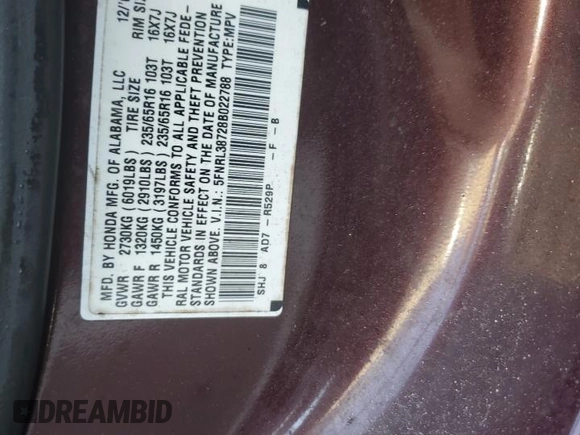 MFD. BY HONDA MFG. OF ALABAMA, LLC 12/
GVWR 2730KG (6019LBS) TIRE SIZE RIM SIZ
GAWR F 1320KG (2910LBS) 235/65R16 103T 16X7J
GAWR R 1450KG (3197LBS) 235/65R16 103T 16X7J
THIS VEHICLE CONFORMS TO ALL APPLICABLE FEDE-
RAL MOTOR VEHICLE SAFETY AND THEFT PREVENTION
STANDARDS IN EFFECT ON THE DATE OF MANUFACTURE
SHOWN ABOVE. V.I.N.: 5FNRL38728B022788 TYPE:MPV
SHJ 8 AD7 - R529P - F - B
DREAMBID